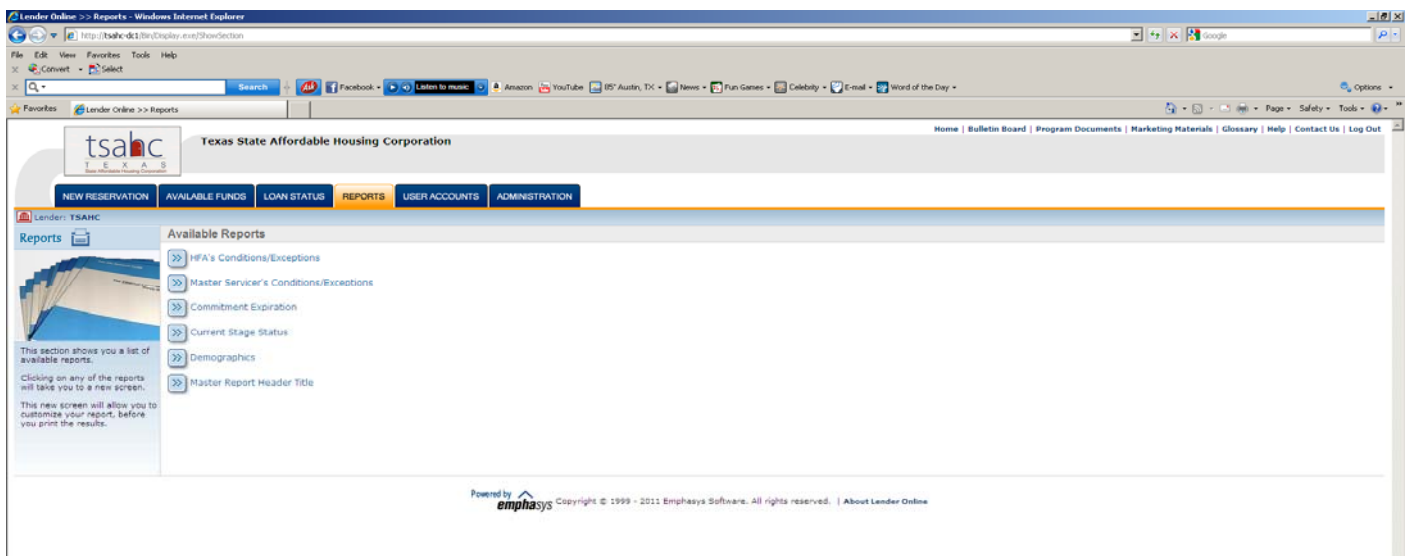 Lender Online >> Reports - Windows Internet Explorer
http://tsahc-dc1/Bin/Display.exe/ShowSection
Google
File Edit View Favorites Tools Help
Convert Select
Search Facebook Listen to music Amazon YouTube 85° Austin, TX News Fun Games Celebrity E-mail Word of the Day Options
Favorites Lender Online >> Reports Page Safety Tools
Home | Bulletin Board | Program Documents | Marketing Materials | Glossary | Help | Contact Us | Log Out
tsahc
TEXAS
State Affordable Housing Corporation
Texas State Affordable Housing Corporation
NEW RESERVATION AVAILABLE FUNDS LOAN STATUS REPORTS USER ACCOUNTS ADMINISTRATION
Lender: TSAHC
Reports
Available Reports
HFA's Conditions/Exceptions
Master Servicer's Conditions/Exceptions
Commitment Expiration
Current Stage Status
Demographics
Master Report Header Title
This section shows you a list of
available reports.
Clicking on any of the reports
will take you to a new screen.
This new screen will allow you to
customize your report, before
you print the results.
Powered by
emphasys Copyright © 1999 - 2011 Emphasys Software. All rights reserved. | About Lender Online